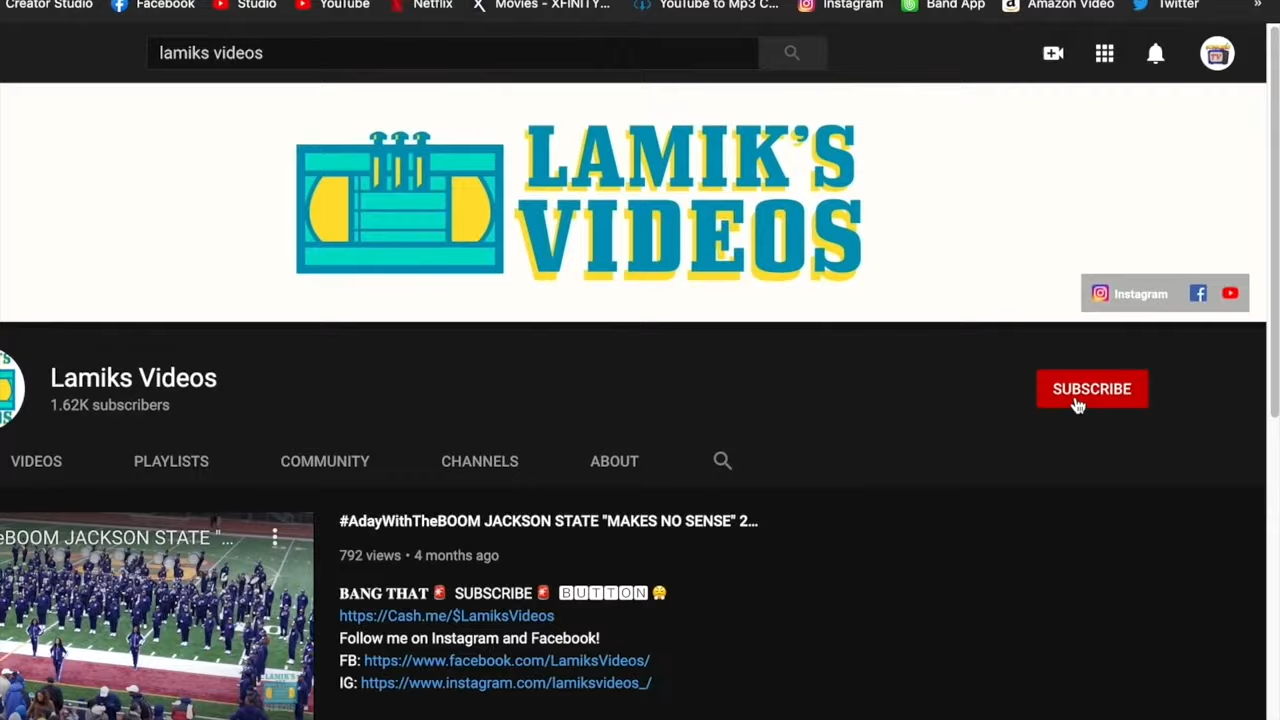 Creator Studio Facebook Studio YouTube Netflix Movies - XFINITY... YouTube to Mp3 C... Instagram Band App Amazon Video Twitter »
lamiks videos
LAMIK'S
VIDEOS
Instagram
Lamiks Videos
1.62K subscribers
SUBSCRIBE
VIDEOS PLAYLISTS COMMUNITY CHANNELS ABOUT
eBOOM JACKSON STATE "...
#AdayWithTheBOOM JACKSON STATE "MAKES NO SENSE" 2...
792 views • 4 months ago
𝐁𝐀𝐍𝐆 𝐓𝐇𝐀𝐓🚨 SUBSCRIBE🚨 🄱🅄🅃🅃🄾🄽😤
https://Cash.me/$LamiksVideos
Follow me on Instagram and Facebook!
FB: https://www.facebook.com/LamiksVideos/
IG: https://www.instagram.com/lamiksvideos_/